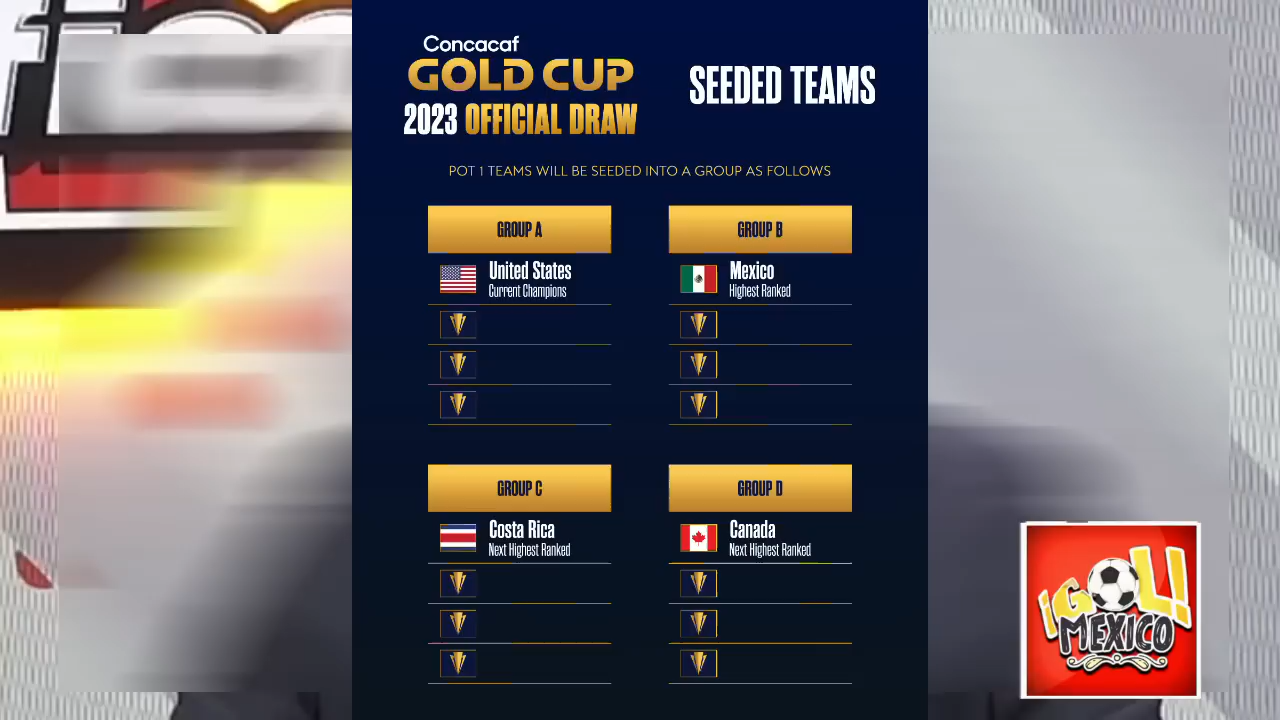 Concacaf
GOLD CUP
2023 OFFICIAL DRAW
SEEDED TEAMS
POT 1 TEAMS WILL BE SEEDED INTO A GROUP AS FOLLOWS
GROUP A
United States
Current Champions
GROUP B
Mexico
Highest Ranked
GROUP C
Costa Rica
Next Highest Ranked
GROUP D
Canada
Next Highest Ranked
¡GOL!
MEXICO